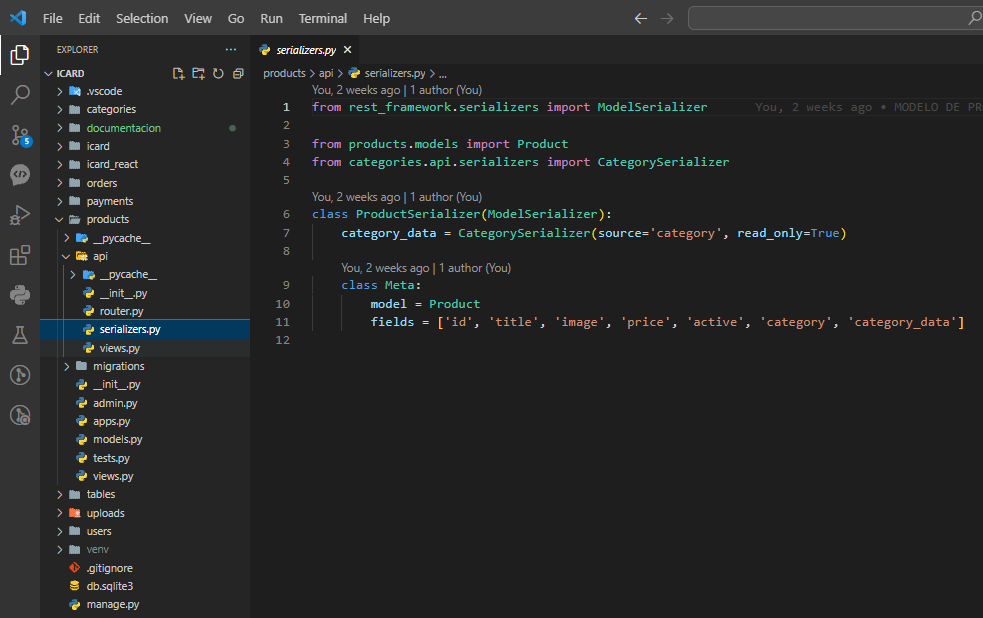 File Edit Selection View Go Run Terminal Help
EXPLORER
serializers.py
ICARD
products > api > serializers.py > ...
.vscode
categories
documentacion
icard
icard_react
orders
payments
products
__pycache__
api
__pycache__
__init__.py
router.py
serializers.py
views.py
migrations
__init__.py
admin.py
apps.py
models.py
tests.py
views.py
tables
uploads
users
venv
.gitignore
db.sqlite3
manage.py
5
You, 2 weeks ago | 1 author (You)
1 from rest_framework.serializers import ModelSerializer You, 2 weeks ago • MODELO DE PR
2
3 from products.models import Product
4 from categories.api.serializers import CategorySerializer
5
You, 2 weeks ago | 1 author (You)
6 class ProductSerializer(ModelSerializer):
7 category_data = CategorySerializer(source='category', read_only=True)
8
You, 2 weeks ago | 1 author (You)
9 class Meta:
10 model = Product
11 fields = ['id', 'title', 'image', 'price', 'active', 'category', 'category_data']
12